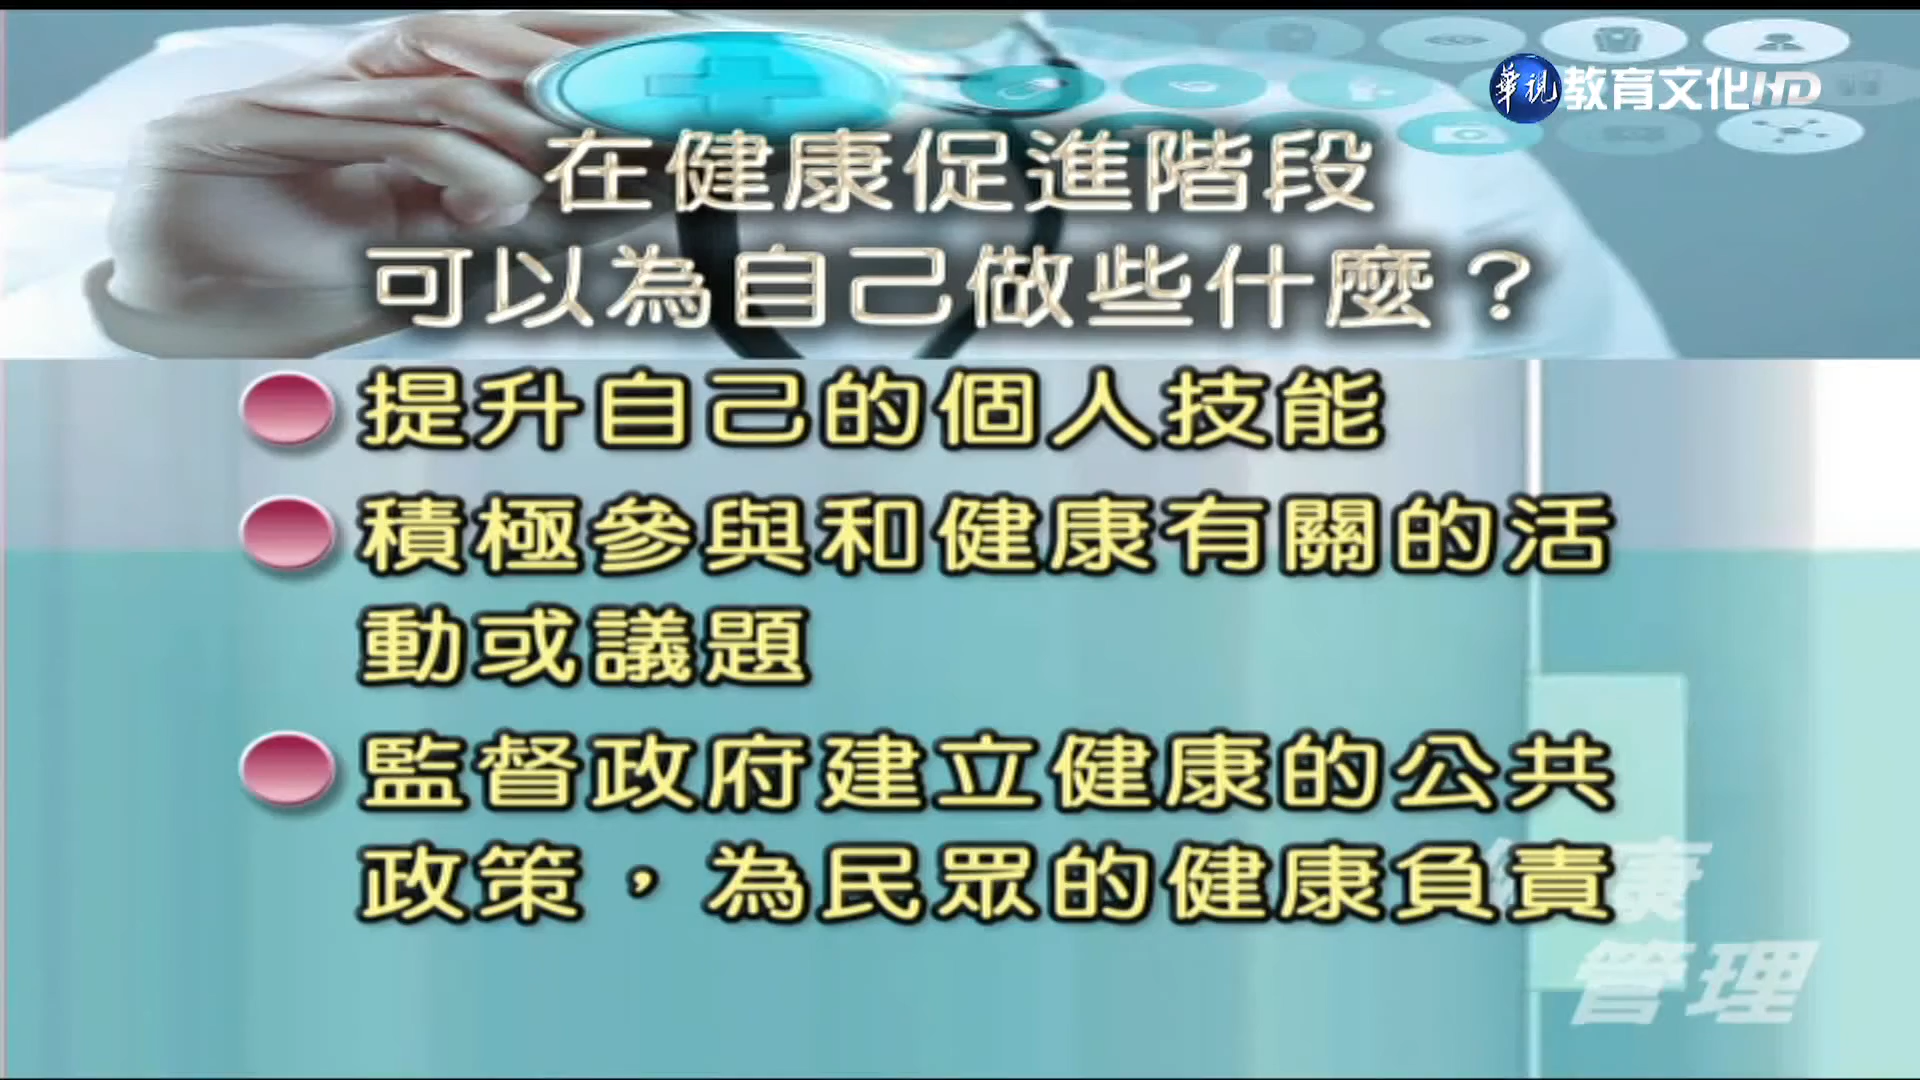 華視 教育文化HD
在健康促進階段
可以為自己做些什麼？
提升自己的個人技能
積極參與和健康有關的活
動或議題
監督政府建立健康的公共
政策，為民眾的健康負責
健康
管理